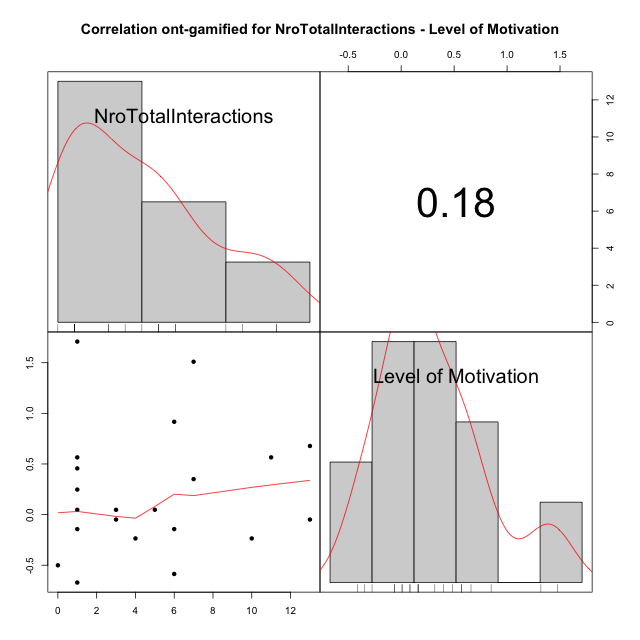 Correlation ont-gamified for NroTotalInteractions - Level of Motivation
-0.5 0.0 0.5 1.0 1.5
NroTotalInteractions
0.18
12
10
8
6
4
2
0
1.5
1.0
0.5
0.0
-0.5
Level of Motivation
0 2 4 6 8 10 12